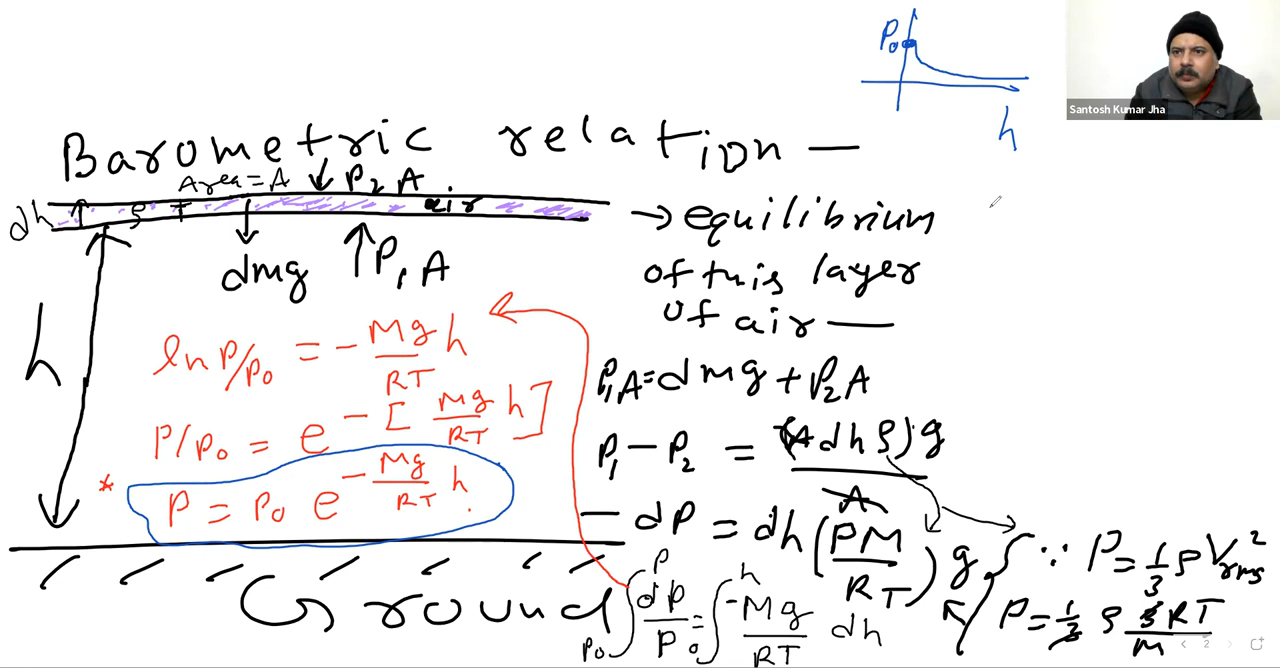 P₀
h
Santosh Kumar Jha
Barometric relation —
Area = A
P₂A
dh
ρ T
air
dmg
P₁A
h
→ equilibrium
of this layer
of air —
P₁A = dmg + P₂A
P₁ - P₂ = (A dh ρ) g / A
- dP = dh (PM/RT) g
∵ P = 1/3 ρ Vrms²
P = 1/3 ρ 3RT/M
∫P₀^P dP/P = ∫₀^h -Mg/RT dh
ln P/P₀ = - Mg/RT h
P/P₀ = e^-[Mg/RT h]
* P = P₀ e^-Mg/RT h.
Ground
2